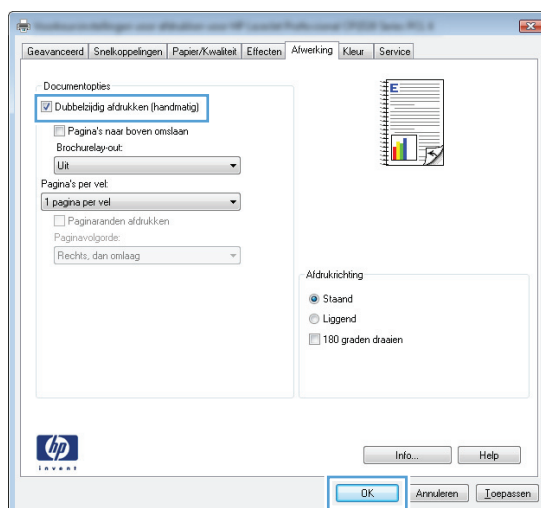 Geavanceerd Snelkoppelingen Papier/Kwaliteit Effecten Afwerking Kleur Service
Documentopties
Dubbelzijdig afdrukken (handmatig)
Pagina's naar boven omslaan
Brochurelay-out:
Uit
Pagina's per vel:
1 pagina per vel
Paginaranden afdrukken
Paginavolgorde:
Rechts, dan omlaag
E
Afdrukrichting
Staand
Liggend
180 graden draaien
hp
invent
Info... Help
OK Annuleren Toepassen